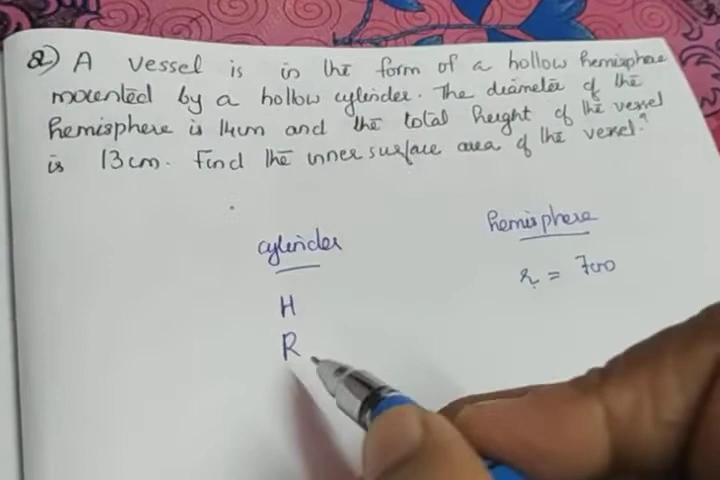 Q) A vessel is in the form of a hollow hemisphere
mounted by a hollow cylinder. The diameter of the
hemisphere is 14cm and the total height of the vessel
is 13cm. Find the inner surface area of the vessel?
cylinder
hemisphere
H
r = 7cm
R